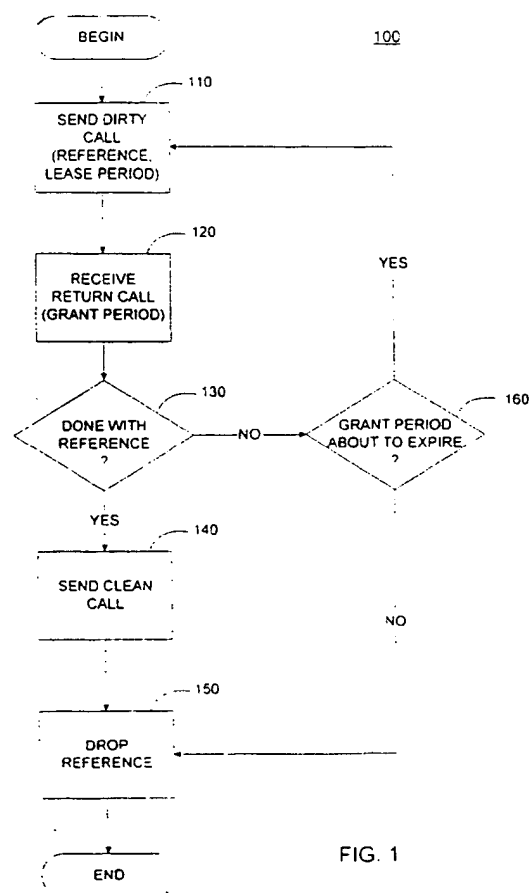 BEGIN
100
110
SEND DIRTY
CALL
(REFERENCE,
LEASE PERIOD)
120
RECEIVE
RETURN CALL
(GRANT PERIOD)
YES
130
DONE WITH
REFERENCE
?
NO
160
GRANT PERIOD
ABOUT TO EXPIRE
?
YES
140
SEND CLEAN
CALL
NO
150
DROP
REFERENCE
END
FIG. 1